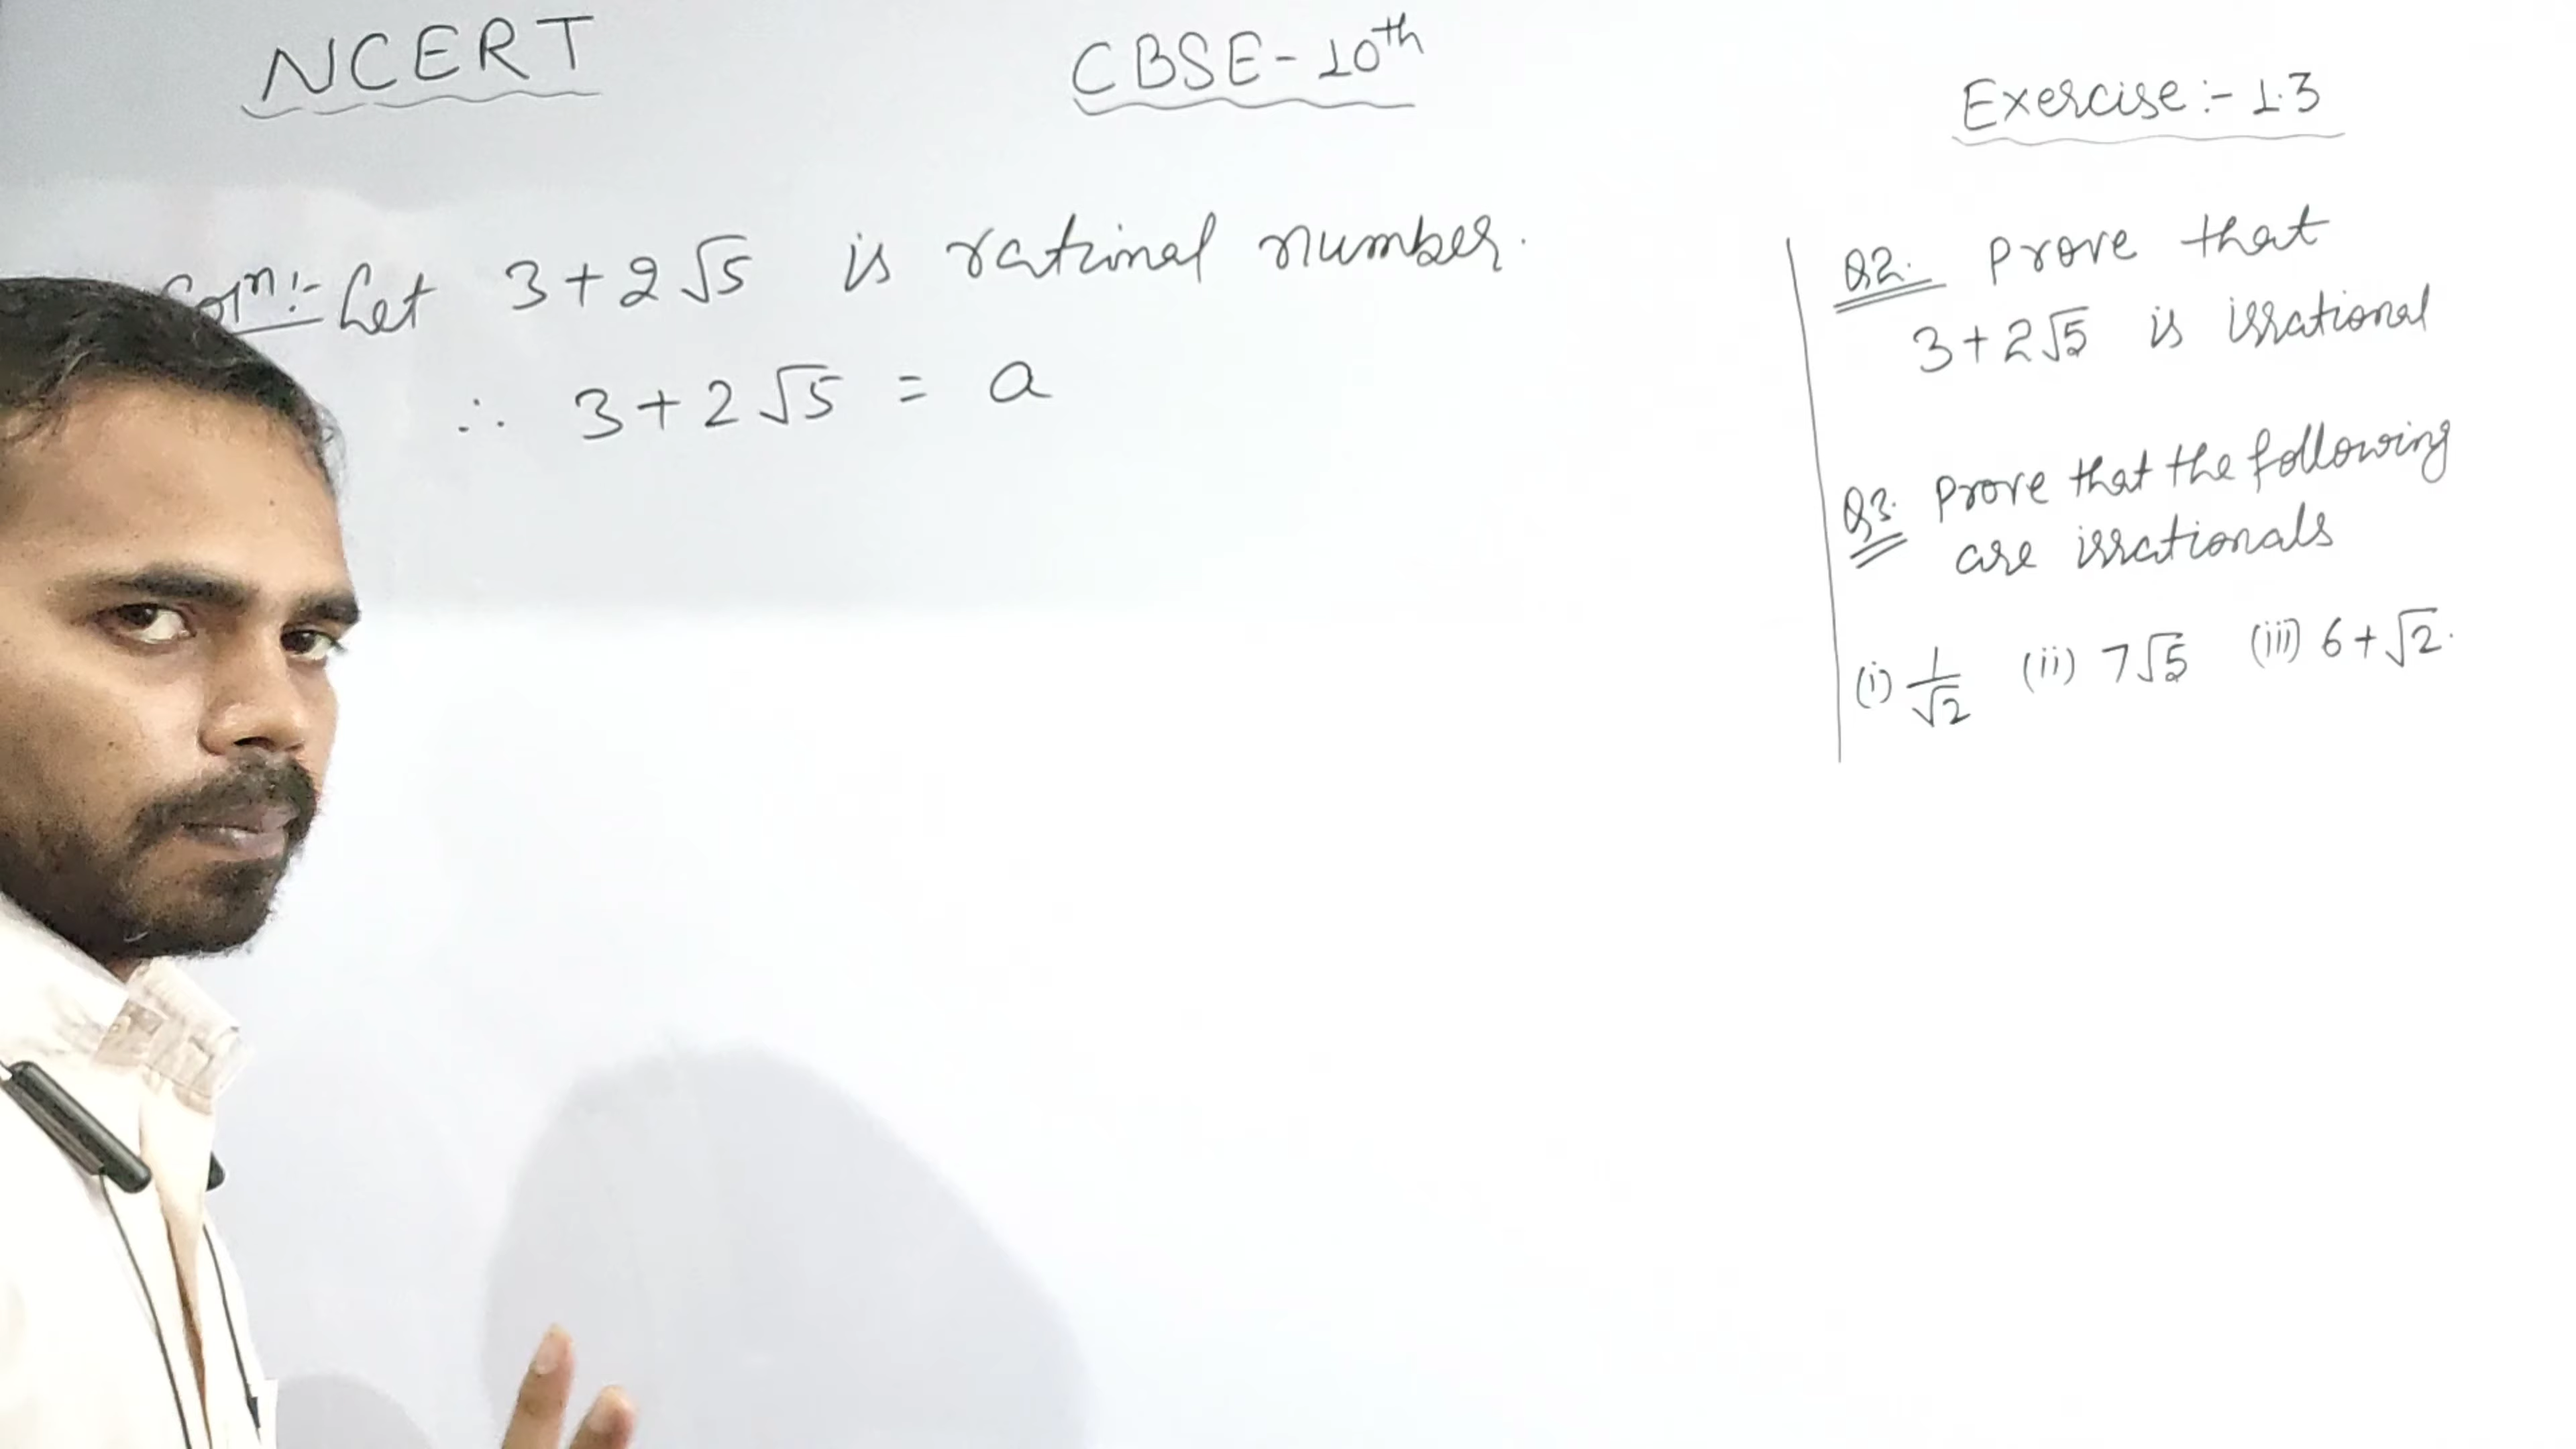 NCERT
CBSE-10th
Exercise:- 1.3
Let 3+2√5 is rational number.
∴ 3+2√5 = a
Q2. Prove that
3+2√5 is irrational
Q3. Prove that the following
are irrationals
(i) 1/√2 (ii) 7√5 (iii) 6+√2.